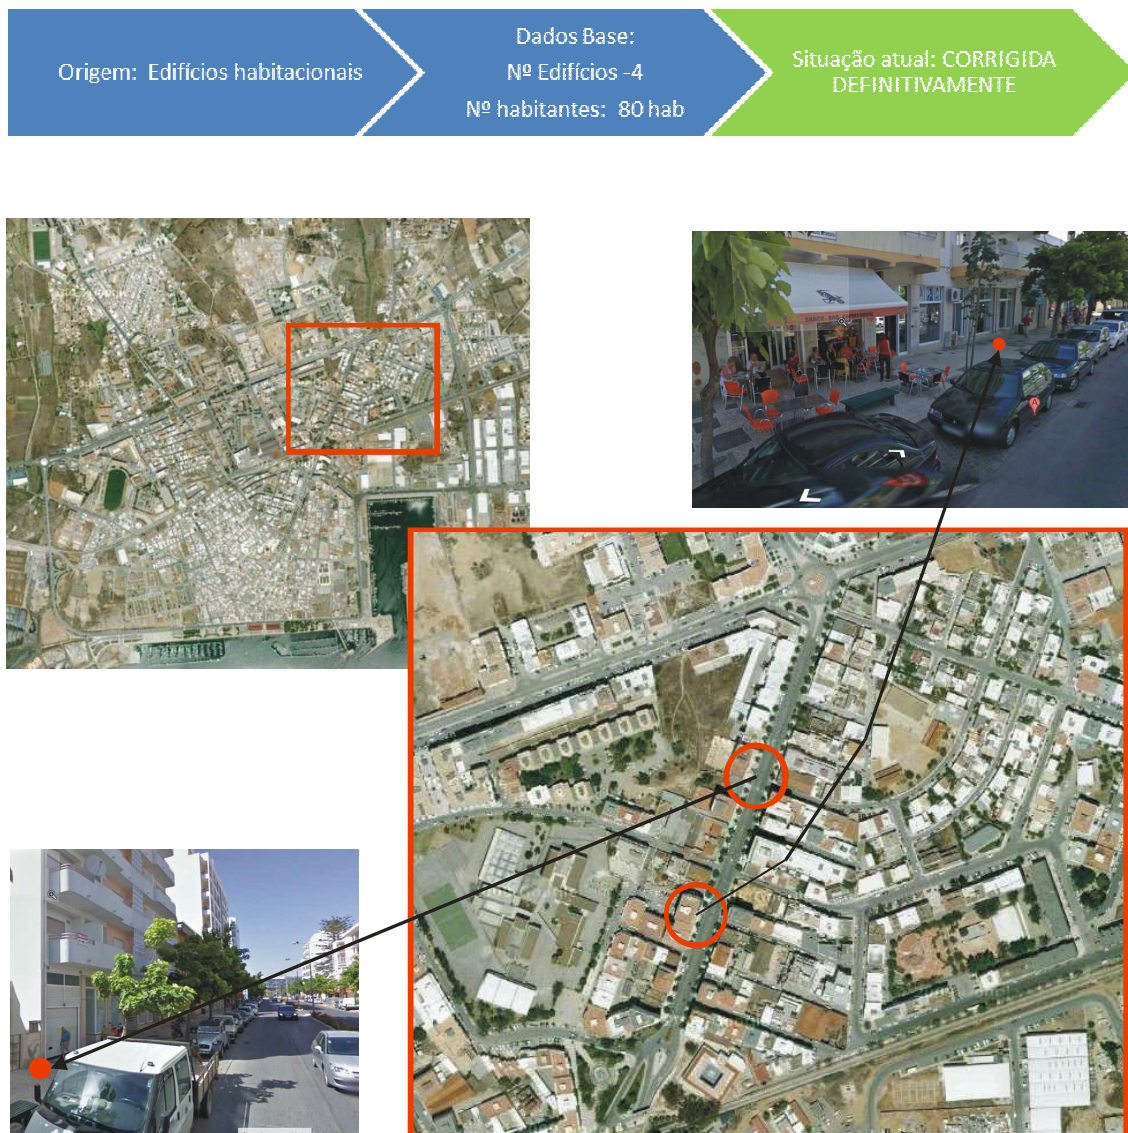 Origem: Edifícios habitacionais
Dados Base:
Nº Edifícios -4
Nº habitantes: 80 hab
Situação atual: CORRIGIDA
DEFINITIVAMENTE